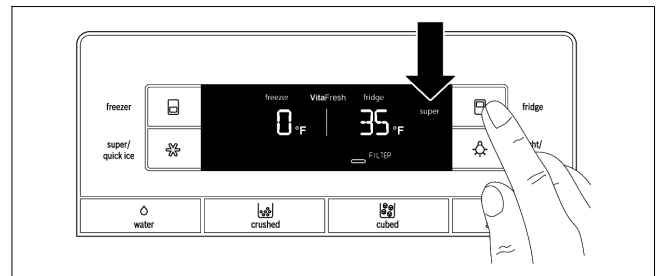 freezer VitaFresh fridge
super
freezer
0 °F 35 °F
fridge
super/
quick ice
FILTER
ht/
water
crushed
cubed